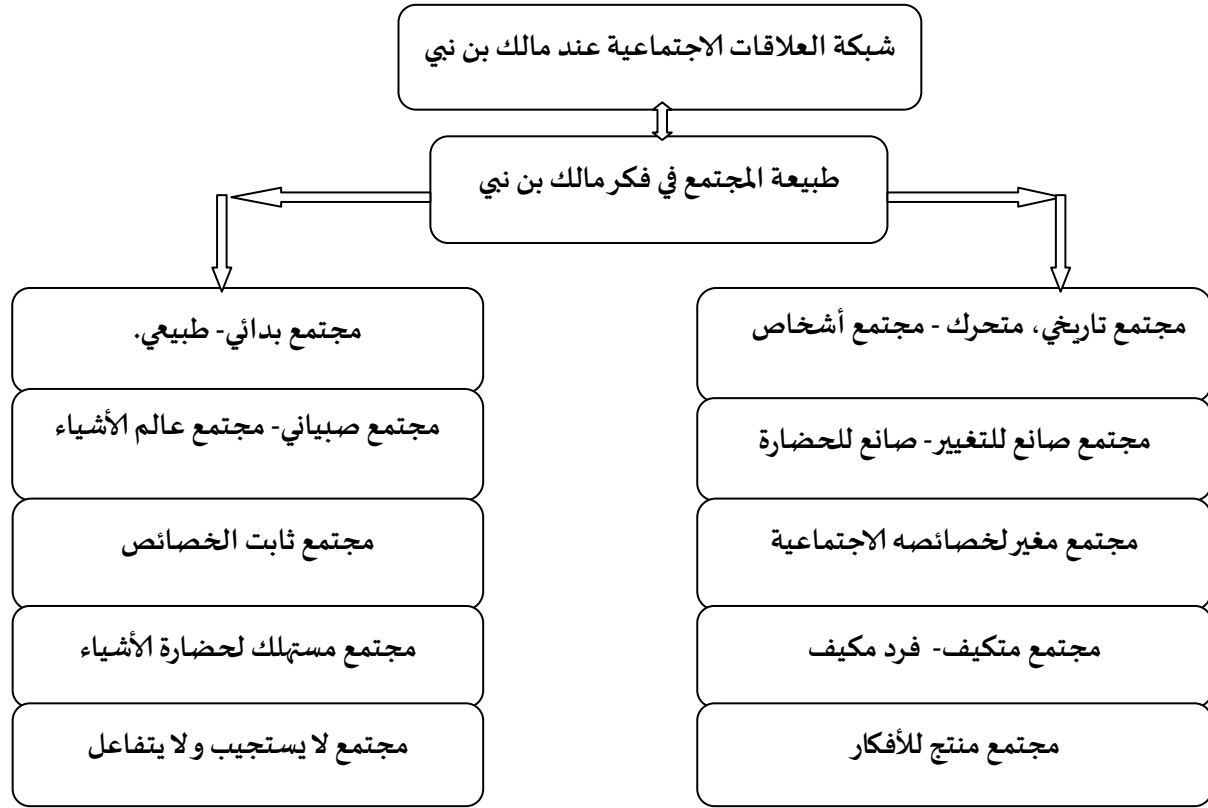 شبكة العلاقات الاجتماعية عند مالك بن نبي
طبيعة المجتمع في فكر مالك بن نبي
مجتمع تاريخي، متحرك - مجتمع أشخاص
مجتمع صانع للتغيير- صانع للحضارة
مجتمع مغير لخصائصه الاجتماعية
مجتمع متكيف- فرد مكيف
مجتمع منتج للأفكار
مجتمع بدائي- طبيعي.
مجتمع صبياني- مجتمع عالم الأشياء
مجتمع ثابت الخصائص
مجتمع مستهلك لحضارة الأشياء
مجتمع لا يستجيب ولا يتفاعل